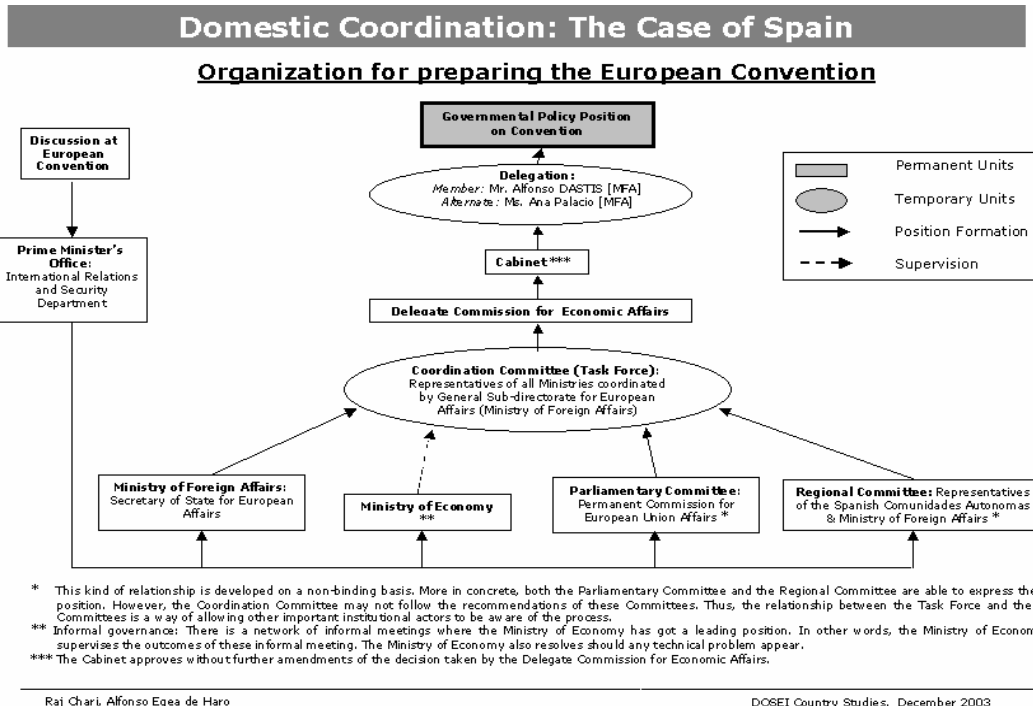 Domestic Coordination: The Case of Spain
Organization for preparing the European Convention
Governmental Policy Position
on Convention
Discussion at
European
Convention
Delegation:
Member: Mr. Alfonso DASTIS [MFA]
Alternate: Ms. Ana Palacio [MFA]
Permanent Units
Temporary Units
Position Formation
Supervision
Prime Minister's
Office:
International Relations
and Security
Department
Cabinet***
Delegate Commission for Economic Affairs
Coordination Committee (Task Force):
Representatives of all Ministries coordinated
by General Sub-directorate for European
Affairs (Ministry of Foreign Affairs)
Ministry of Foreign Affairs:
Secretary of State for European
Affairs
Ministry of Economy
**
Parliamentary Committee:
Permanent Commission for
European Union Affairs *
Regional Committee: Representatives
of the Spanish Comunidades Autonomas
& Ministry of Foreign Affairs *
* This kind of relationship is developed on a non-binding basis. More in concrete, both the Parliamentary Committee and the Regional Committee are able to express the
position. However, the Coordination Committee may not follow the recommendations of these Committees. Thus, the relationship between the Task Force and the
Committees is a way of allowing other important institutional actors to be aware of the process.
** Informal governance: There is a network of informal meetings where the Ministry of Economy has got a leading position. In other words, the Ministry of Econom
supervises the outcomes of these informal meeting. The Ministry of Economy also resolves should any technical problem appear.
*** The Cabinet approves without further amendments of the decision taken by the Delegate Commission for Economic Affairs.
Raj Chari, Alfonso Egea de Haro
DOSEI Country Studies, December 2003